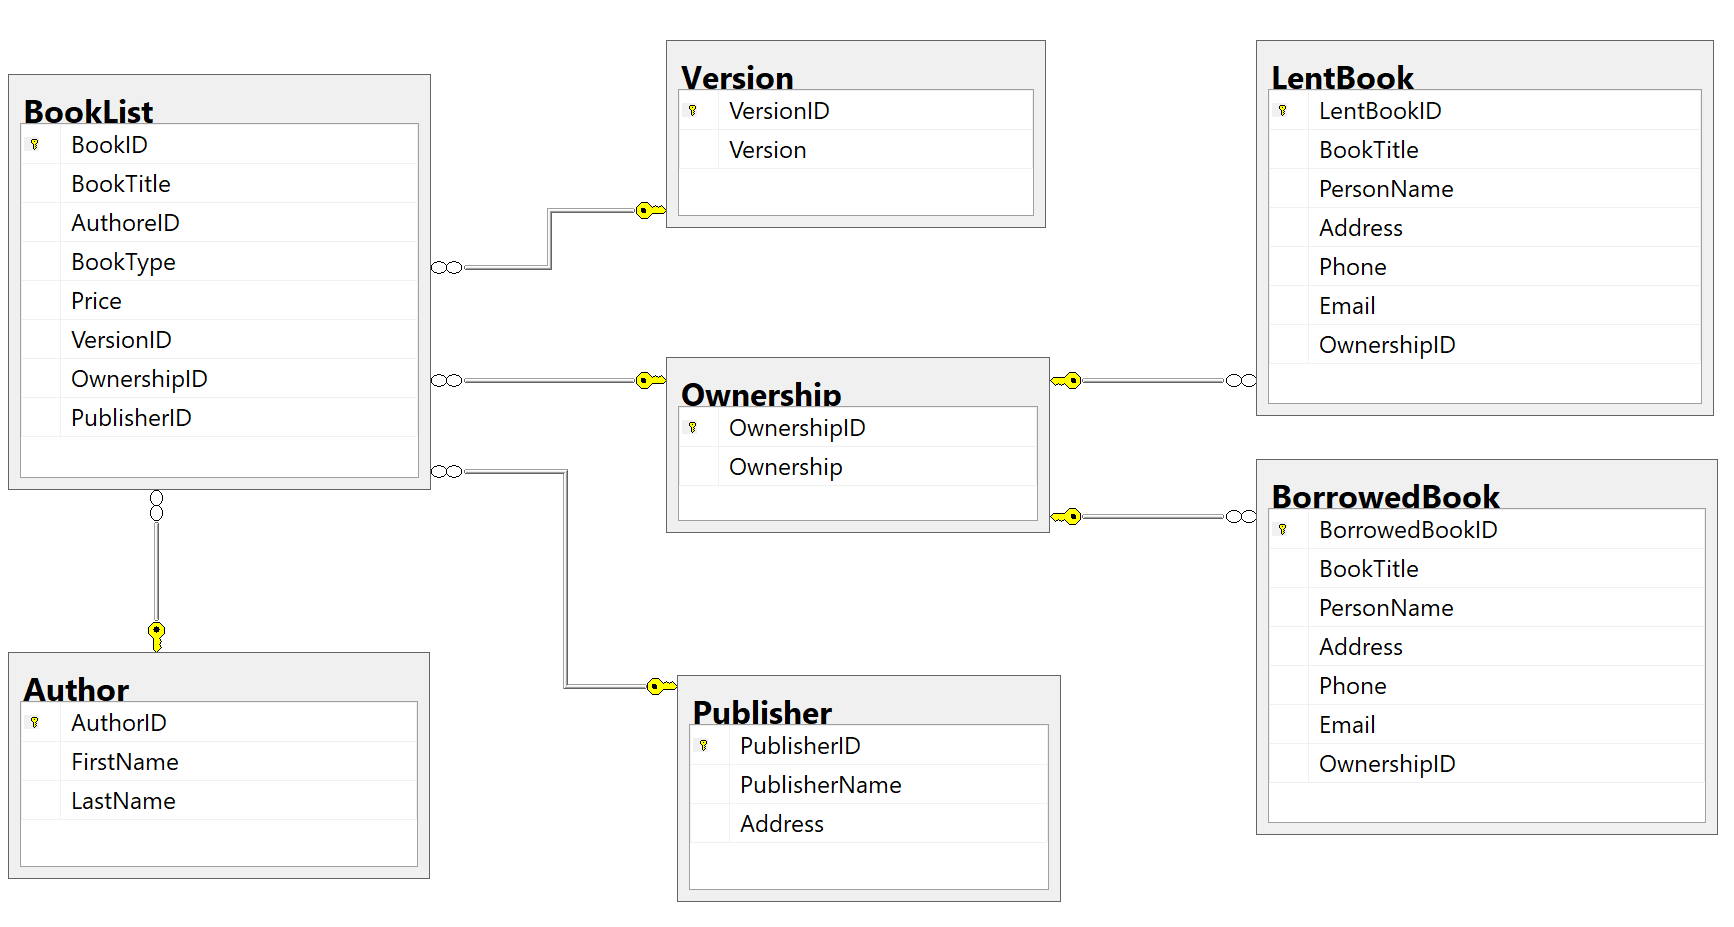 BookList
BookID
BookTitle
AuthoreID
BookType
Price
VersionID
OwnershipID
PublisherID
Version
VersionID
Version
LentBook
LentBookID
BookTitle
PersonName
Address
Phone
Email
OwnershipID
Ownership
OwnershipID
Ownership
BorrowedBook
BorrowedBookID
BookTitle
PersonName
Address
Phone
Email
OwnershipID
Author
AuthorID
FirstName
LastName
Publisher
PublisherID
PublisherName
Address